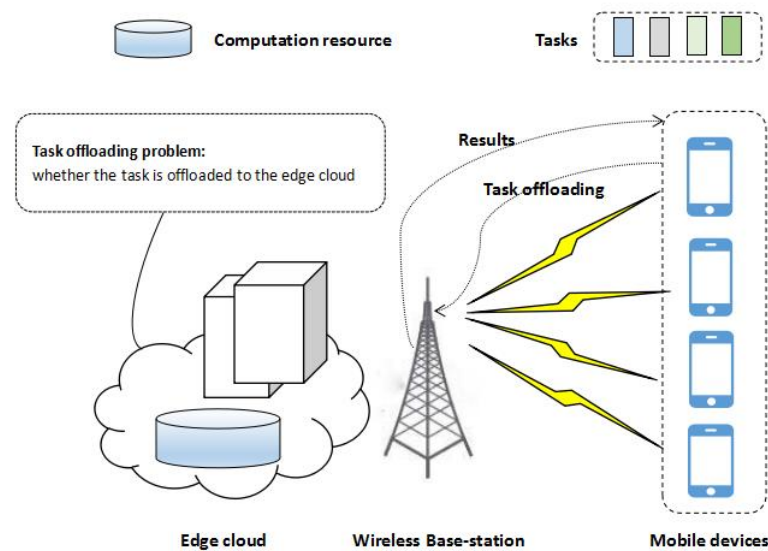 Computation resource
Tasks
Task offloading problem:
whether the task is offloaded to the edge cloud
Results
Task offloading
Edge cloud
Wireless Base-station
Mobile devices